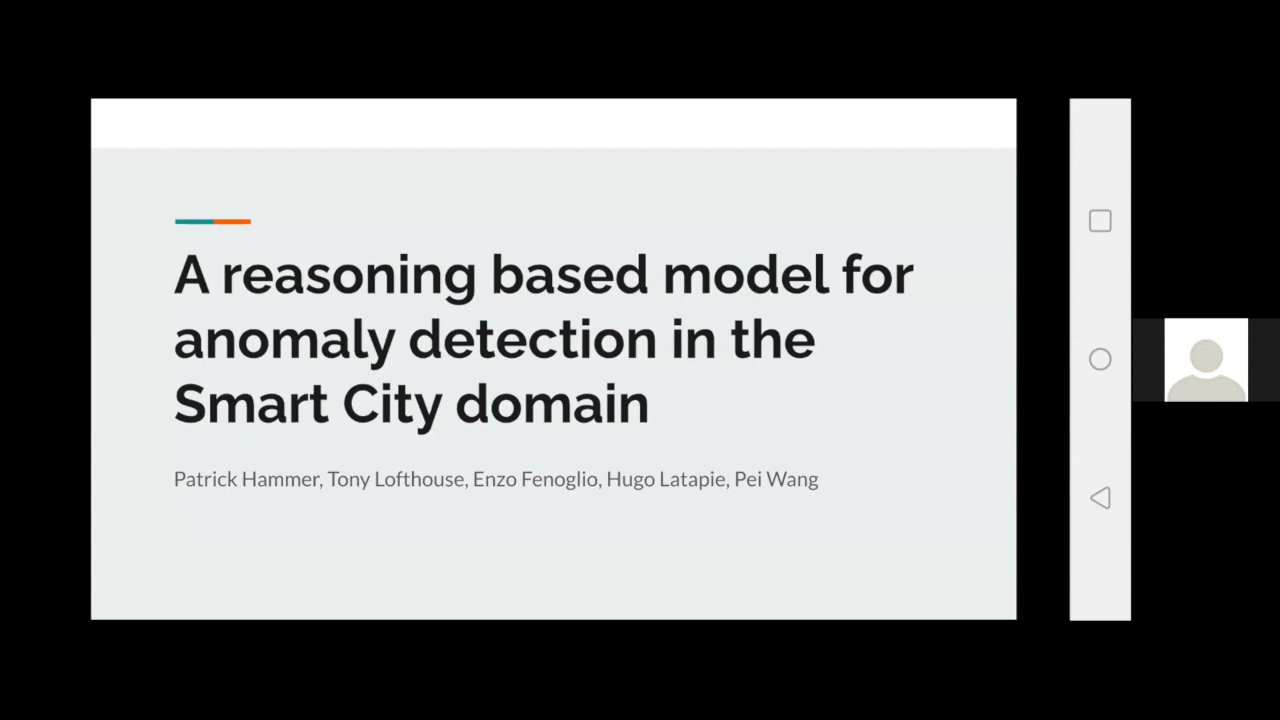 A reasoning based model for
anomaly detection in the
Smart City domain
Patrick Hammer, Tony Lofthouse, Enzo Fenoglio, Hugo Latapie, Pei Wang